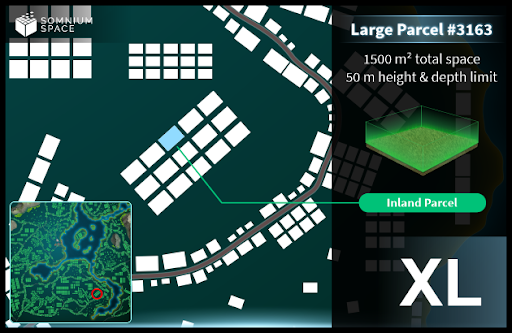 SOMNIUM
SPACE
Large Parcel #3163
1500 m² total space
50 m height & depth limit
Inland Parcel
XL